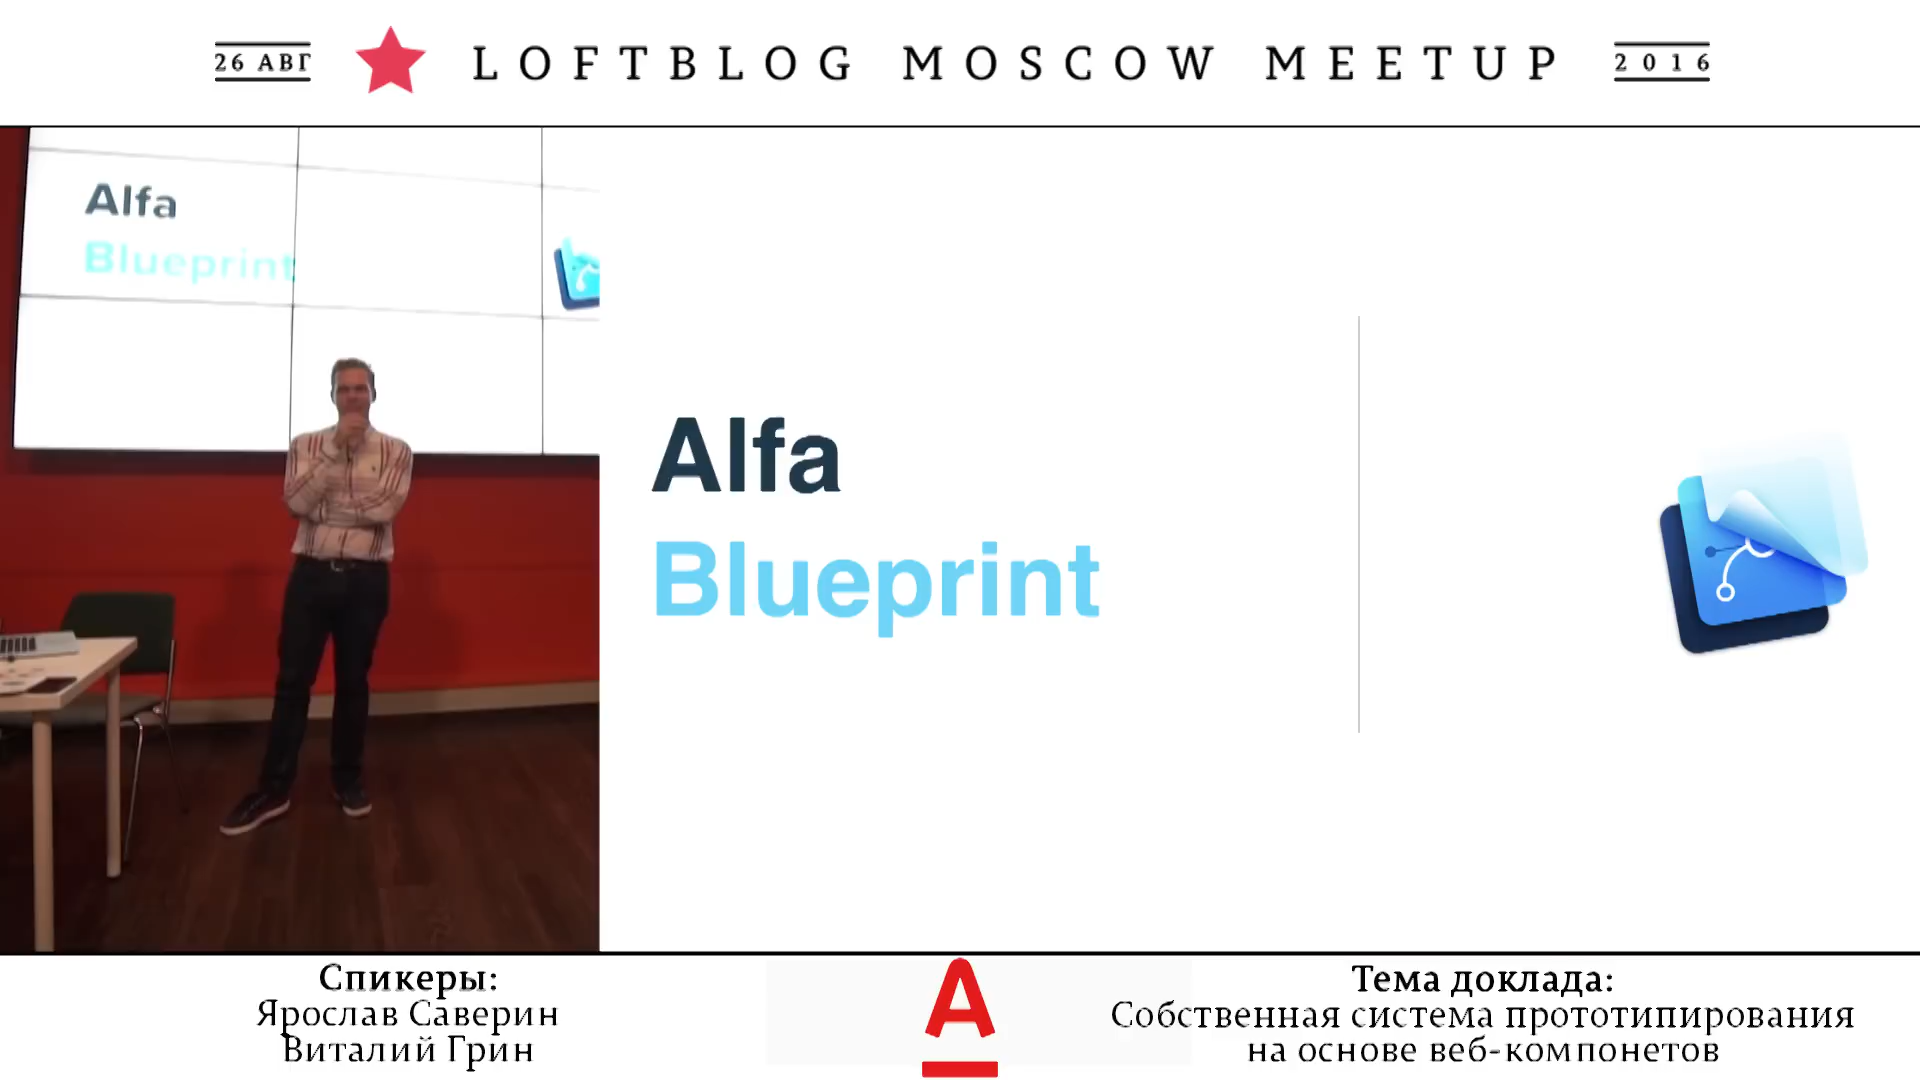 26 АВГ
LOFTBLOG MOSCOW MEETUP
2016
Alfa
Blueprint
Alfa
Blueprint
Спикеры:
Ярослав Саверин
Виталий Грин
А
Тема доклада:
Собственная система прототипирования
на основе веб-компонетов